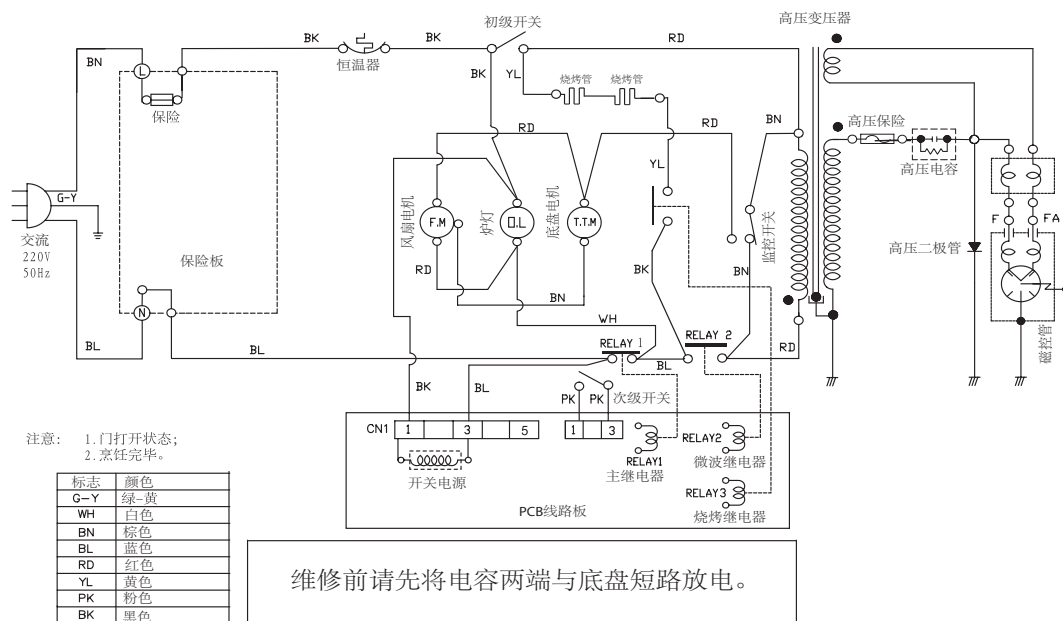 初级开关
高压变压器
BK
BK
RD
BN
恒温器
BK
YL
烧烤管
烧烤管
L
保险
高压保险
RD
RD
BN
高压电容
YL
G-Y
风扇电机
F.M
炉灯
O.L
底盘电机
T.T.M
监控开关
F
FA
交流
220V
50Hz
保险板
高压二极管
RD
BK
BN
BN
WH
N
磁控管
BL
BL
RELAY 1
RELAY 2
BL
RD
BK
BL
PK
PK
次级开关
CN1
1
3
5
1
3
RELAY1
主继电器
RELAY2
微波继电器
开关电源
RELAY3
烧烤继电器
PCB线路板
注意:
1.门打开状态;
2.烹饪完毕。
标志 颜色
G-Y 绿-黄
WH 白色
BN 棕色
BL 蓝色
RD 红色
YL 黄色
PK 粉色
BK 黑色
维修前请先将电容两端与底盘短路放电。